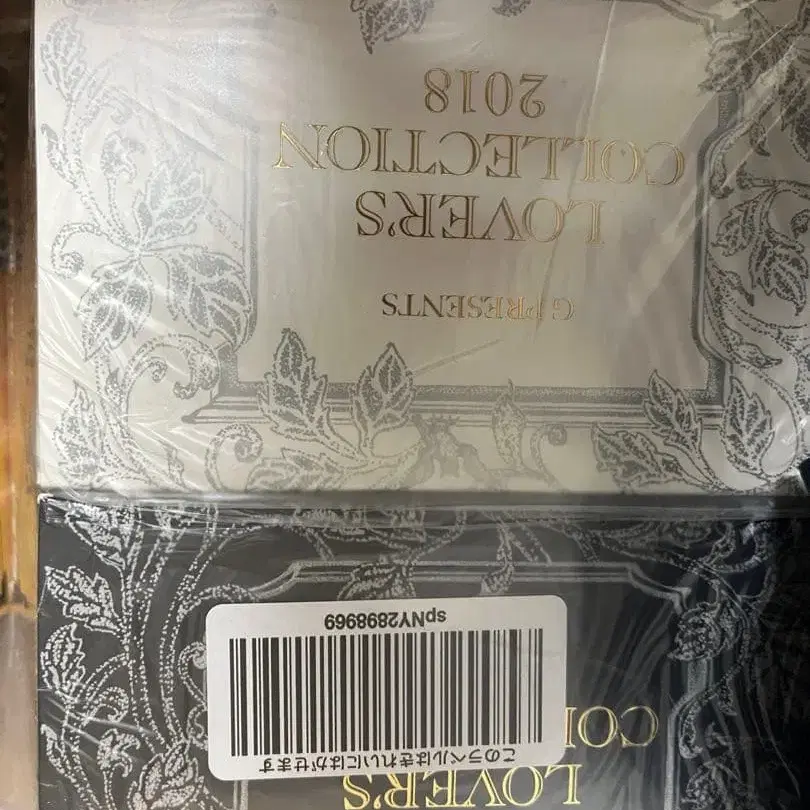 LOVER'S
このラベルはきれいにはがせます
COL
spNY2898969
G PRESENTS
LOVER'S
COLLECTION
2018